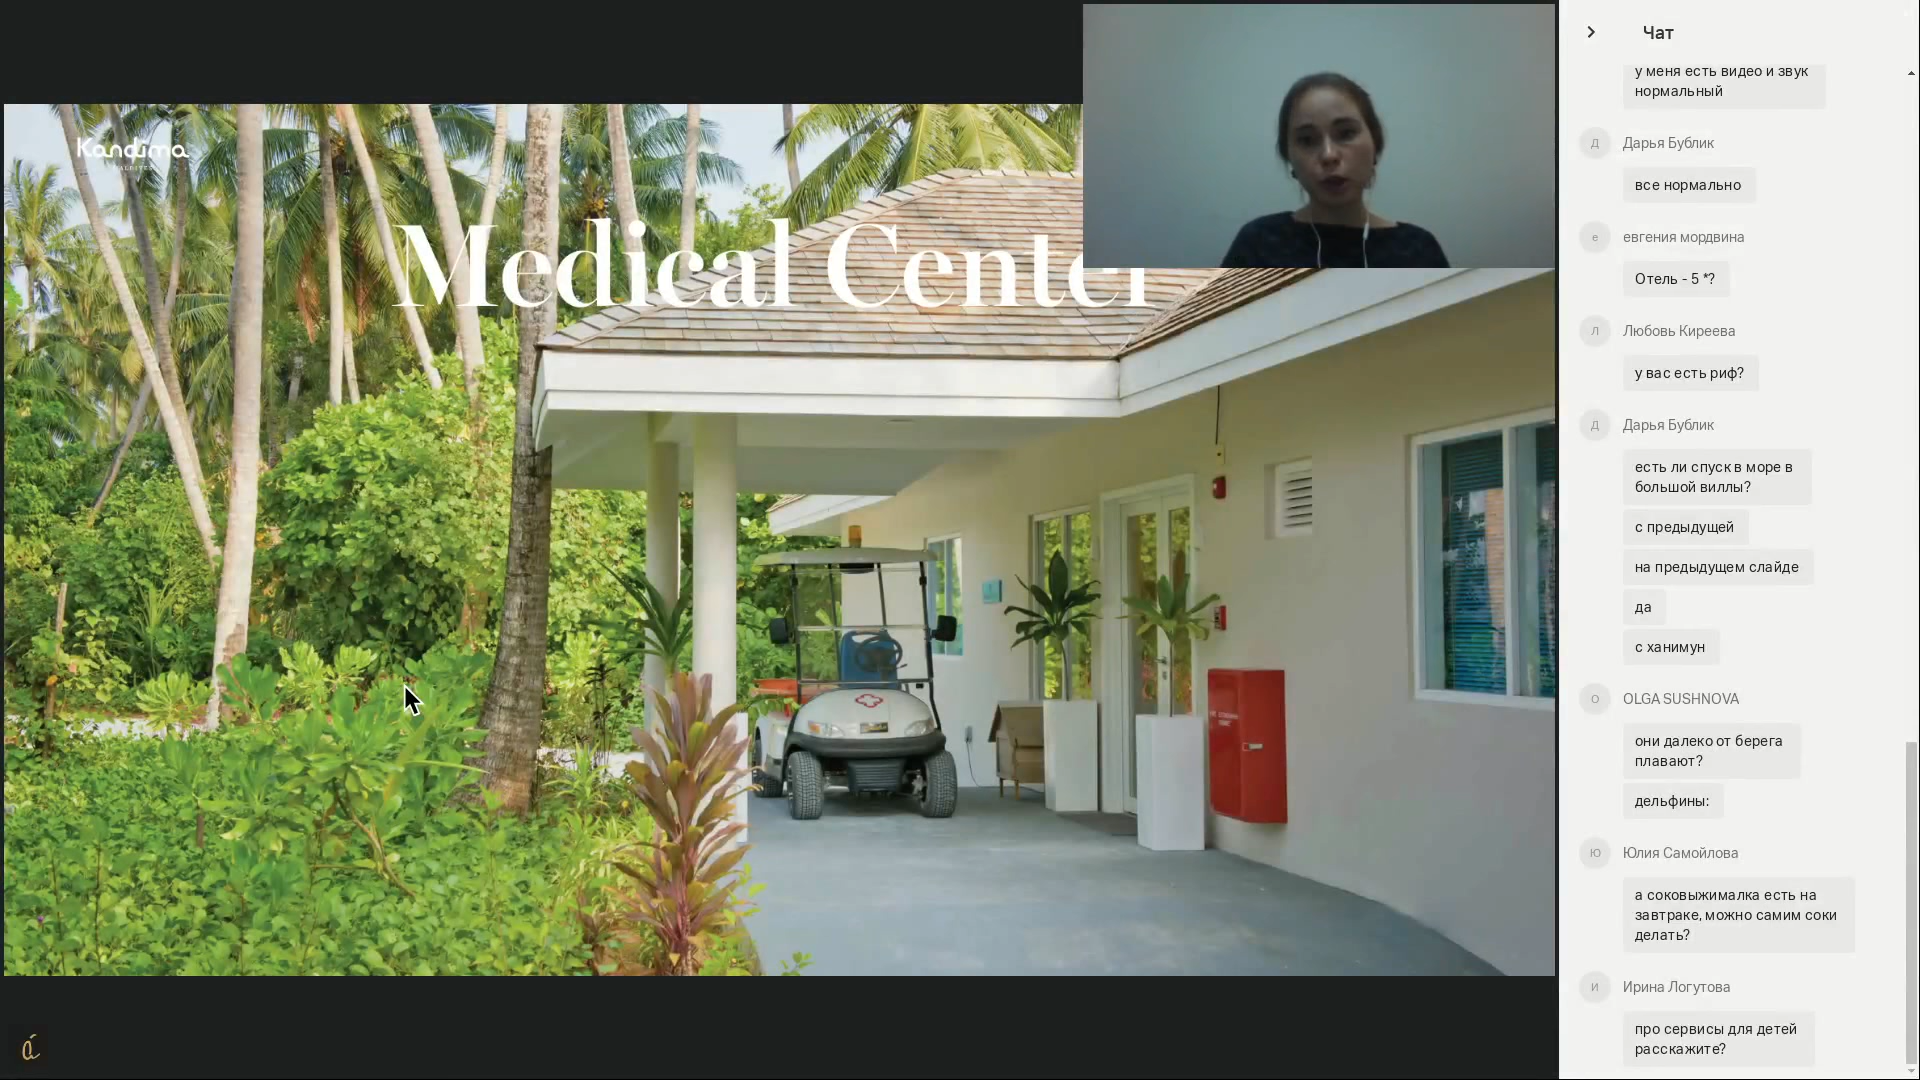 Kandima
MALDIVES
Medical Center
á
Чат
у меня есть видео и звук
нормальный
Д
Дарья Бублик
все нормально
е
евгения мордвина
Отель - 5 *?
Л
Любовь Киреева
у вас есть риф?
Д
Дарья Бублик
есть ли спуск в море в
большой виллы?
с предыдущей
на предыдущем слайде
да
с ханимун
O
OLGA SUSHNOVA
они далеко от берега
плавают?
дельфины:
Ю
Юлия Самойлова
а соковыжималка есть на
завтраке, можно самим соки
делать?
И
Ирина Логутова
про сервисы для детей
расскажите?